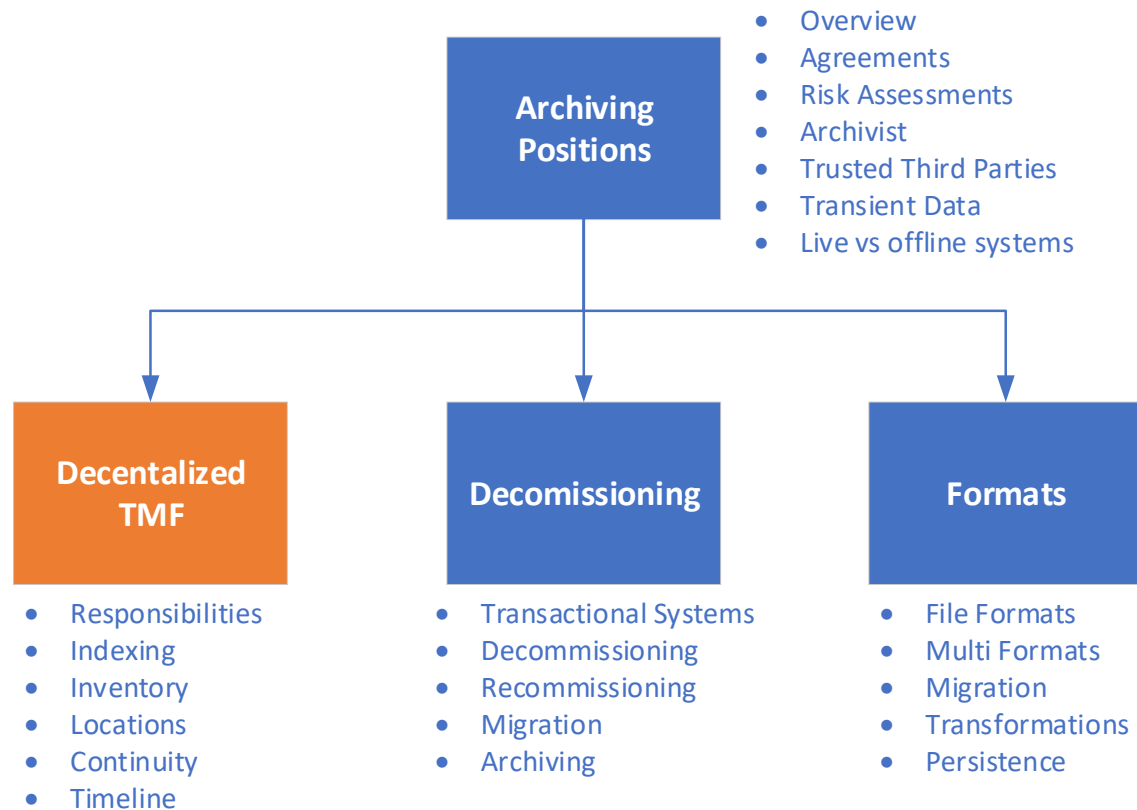 Archiving
Positions
Overview
Agreements
Risk Assessments
Archivist
Trusted Third Parties
Transient Data
Live vs offline systems
Decentalized
TMF
Responsibilities
Indexing
Inventory
Locations
Continuity
Timeline
Decomissioning
Transactional Systems
Decommissioning
Recommissioning
Migration
Archiving
Formats
File Formats
Multi Formats
Migration
Transformations
Persistence